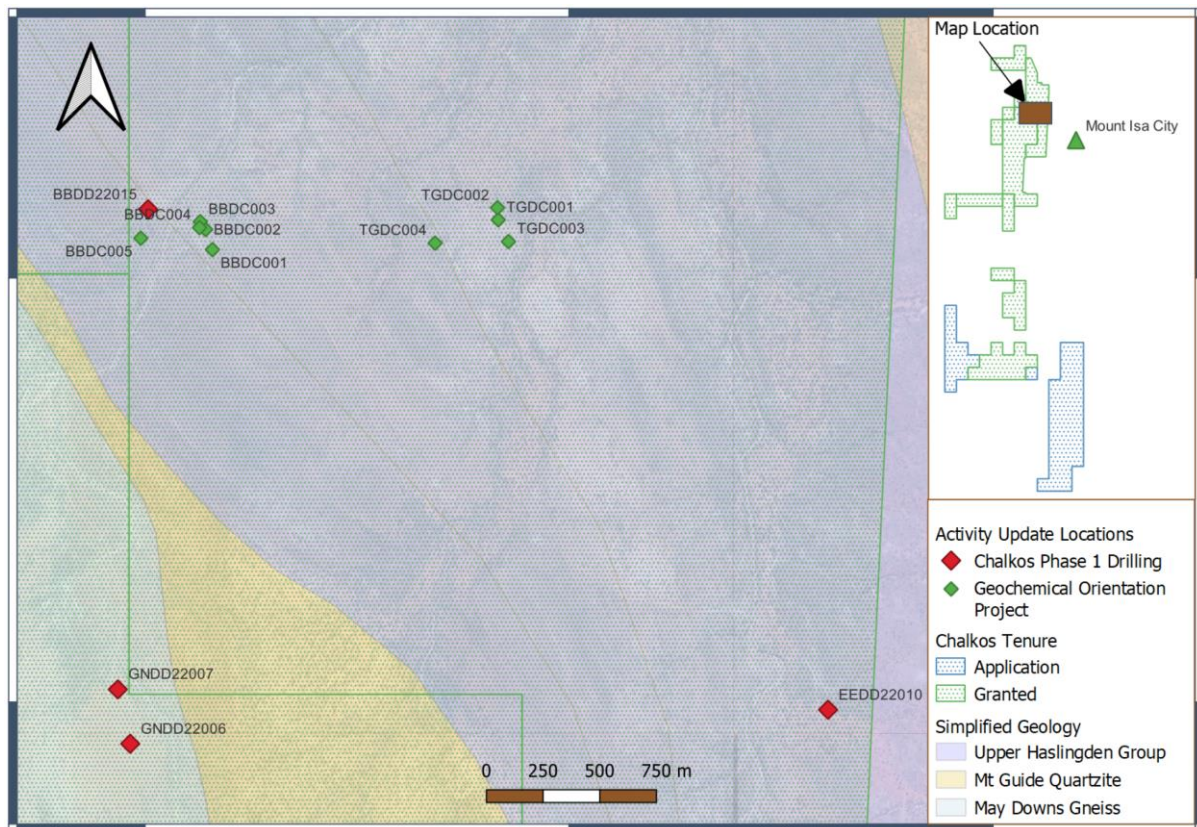 Map Location
Mount Isa City
BBDD22015
BBDC004
BBDC003
BBDC002
BBDC005
BBDC001
TGDC002
TGDC001
TGDC004
TGDC003
GNDD22007
GNDD22006
EEDD22010
0 250 500 750 m
Activity Update Locations
Chalkos Phase 1 Drilling
Geochemical Orientation
Project
Chalkos Tenure
Application
Granted
Simplified Geology
Upper Haslingden Group
Mt Guide Quartzite
May Downs Gneiss